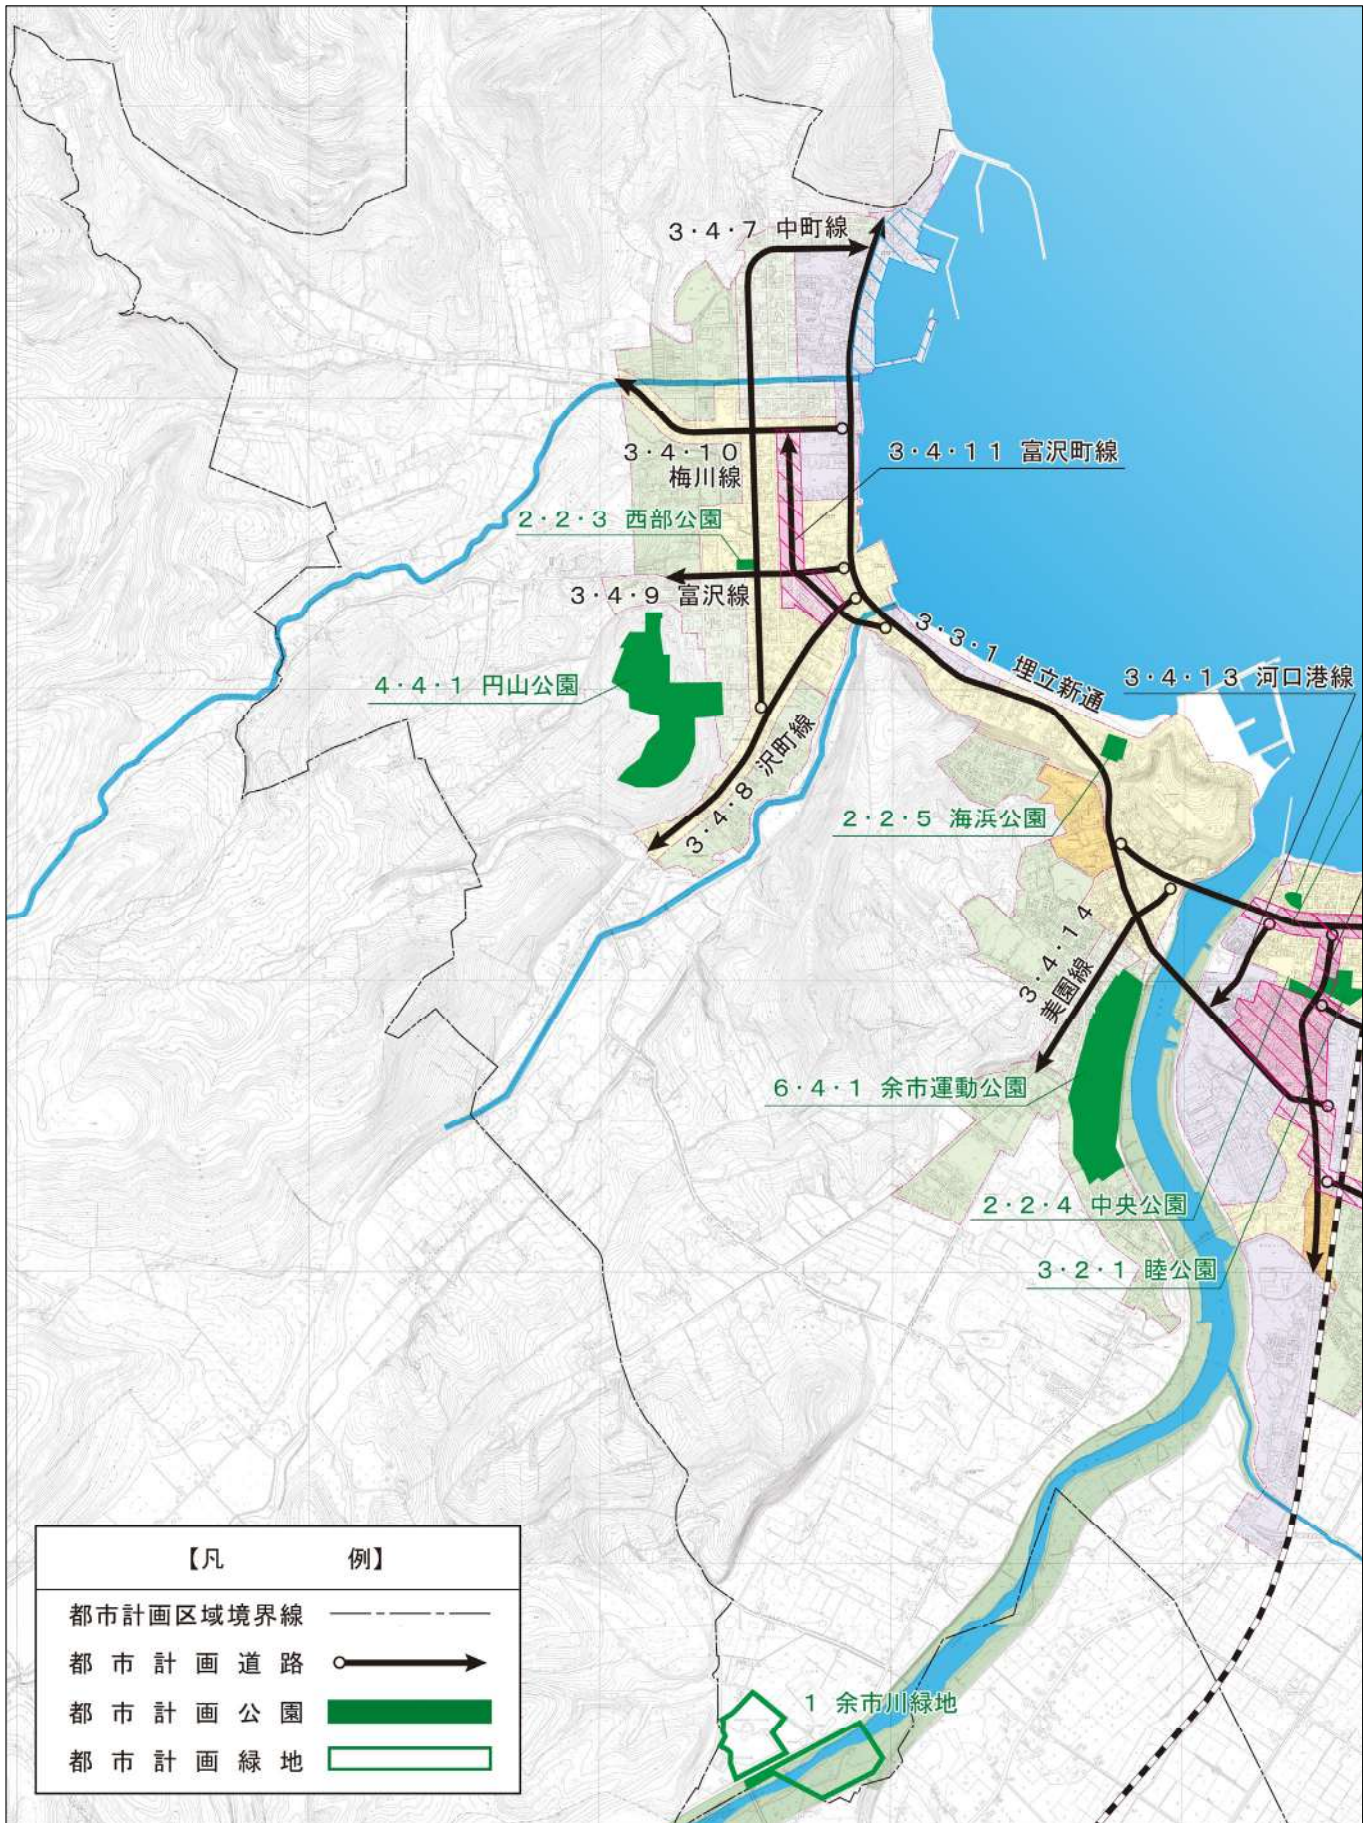 3・4・7 中町線
3・4・10
梅川線
3・4・11 富沢町線
2・2・3 西部公園
3・4・9 富沢線
3・3・1 埋立新通
4・4・1 円山公園
3・4・13 河口港線
3・4・8 沢町線
2・2・5 海浜公園
3・4・14
美園線
6・4・1 余市運動公園
2・2・4 中央公園
3・2・1 睦公園
【凡 例】
都市計画区域境界線
都市計画道路
都市計画公園
都市計画緑地
1 余市川緑地